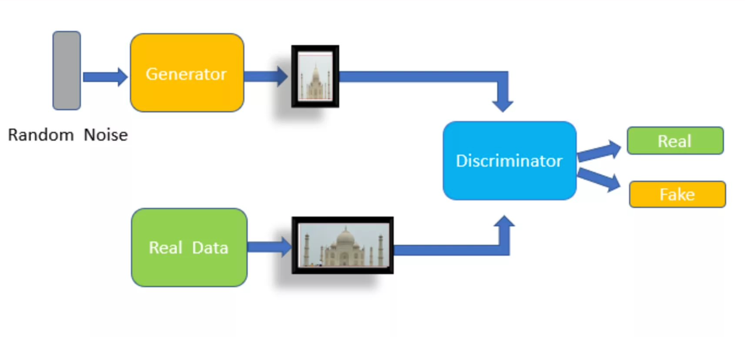 Generator
Random Noise
Discriminator
Real
Fake
Real Data